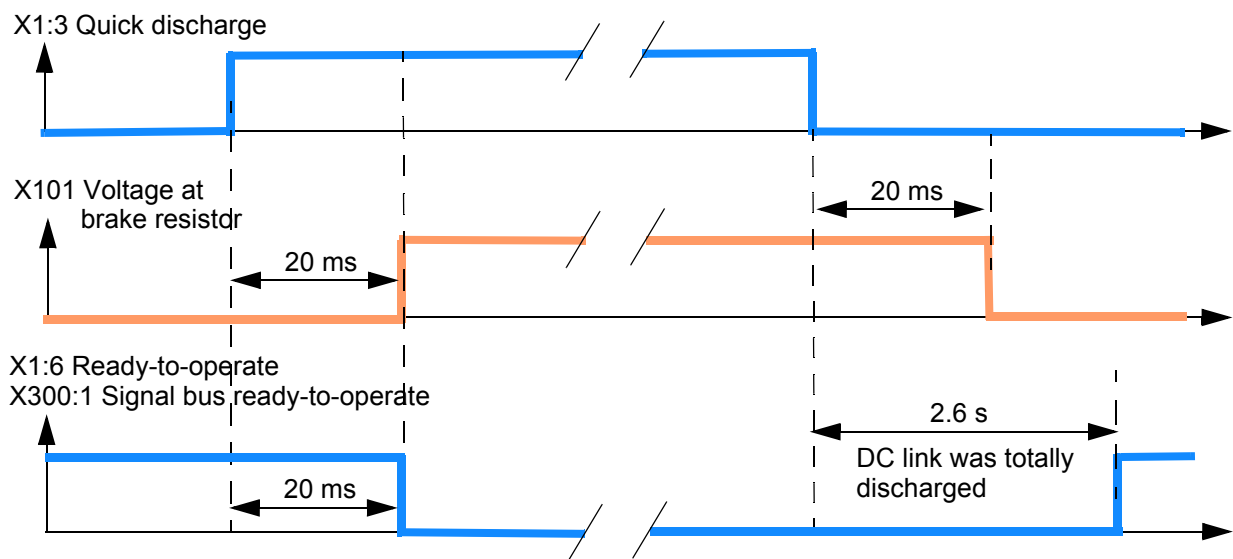 X1:3 Quick discharge
X101 Voltage at
brake resistor
20 ms
20 ms
X1:6 Ready-to-operate
X300:1 Signal bus ready-to-operate
2.6 s
20 ms
DC link was totally
discharged